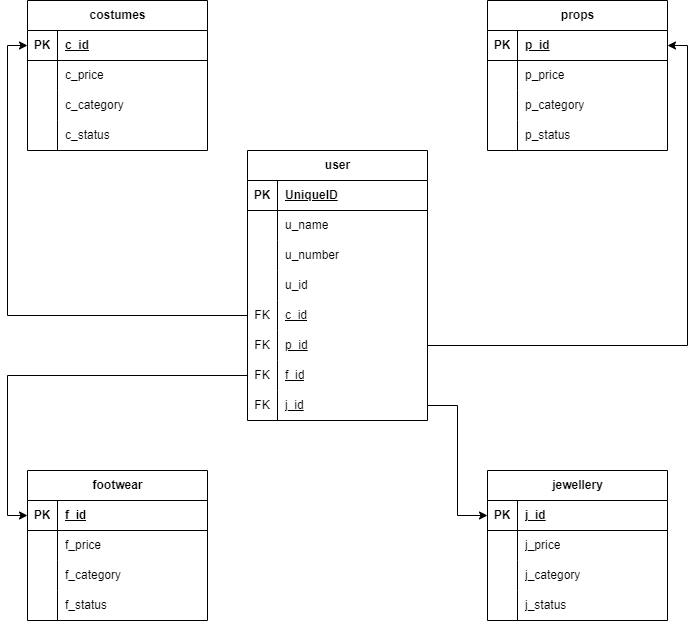 costumes
PK c_id
c_price
c_category
c_status
props
PK p_id
p_price
p_category
p_status
user
PK UniqueID
u_name
u_number
u_id
FK c_id
FK p_id
FK f_id
FK j_id
footwear
PK f_id
f_price
f_category
f_status
jewellery
PK j_id
j_price
j_category
j_status